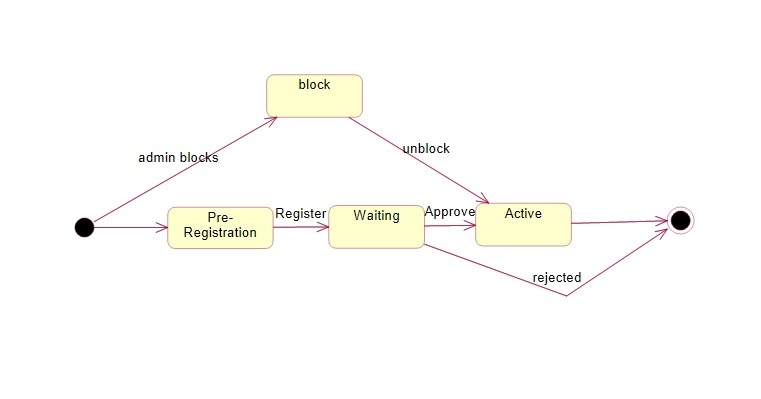 block
admin blocks
unblock
Pre-
Registration
Register
Waiting
Approve
Active
rejected